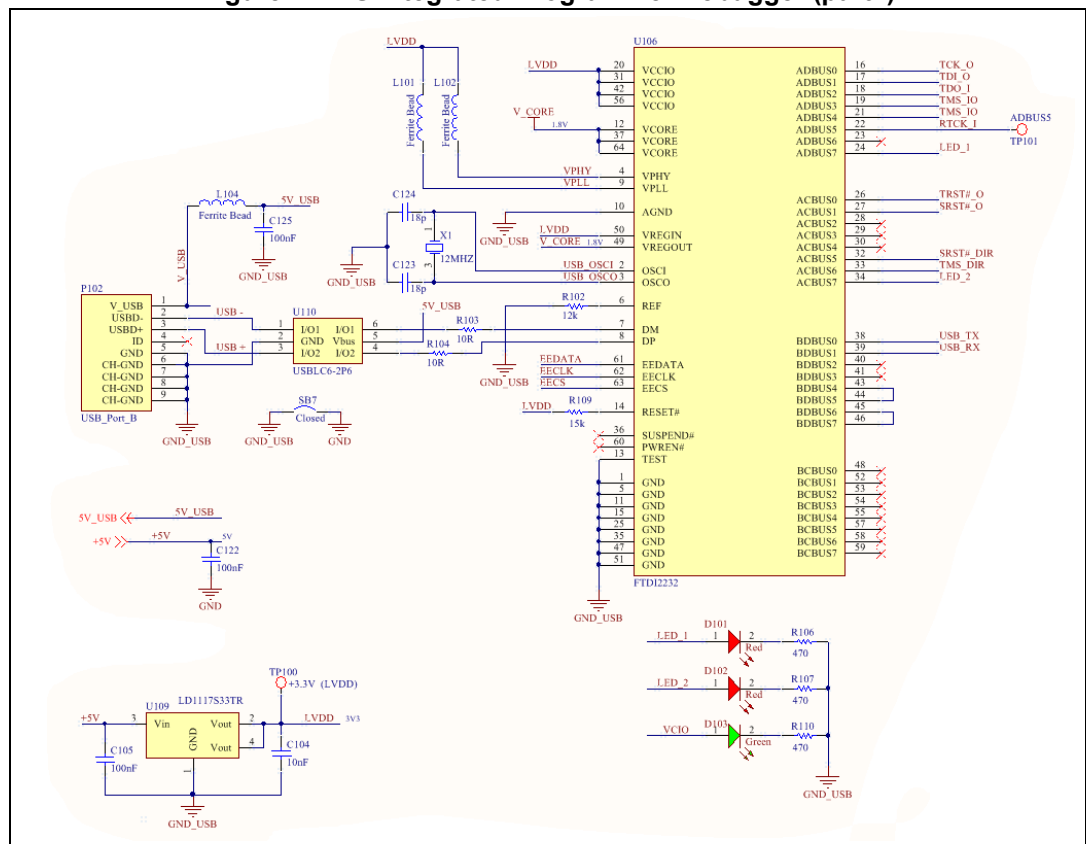 LVDD
L101
Ferrite Bead
L102
Ferrite Bead
V_CORE
1.8V
VPHY
VPLL
L104
Ferrite Bead
5V_USB
C125
100nF
GND_USB
V_USB
C124
18p
X1
1
3
12MHZ
C123
18p
GND_USB
GND_USB
LVDD
V_CORE 1.8V
USB_OSCI
USB_OSCO
P102
V_USB 1
USBD- 2
USBD+ 3
ID 4
GND 5
CH-GND 6
CH-GND 7
CH-GND 8
CH-GND 9
USB_Port_B
GND_USB
USB -
USB +
U110
1 I/O1 I/O1 6
2 GND Vbus 5
3 I/O2 I/O2 4
USBLC6-2P6
5V_USB
R103
10R
R104
10R
R102
12k
GND_USB
EEDATA
EECLK
EECS
LVDD
R109
15k
SB7
Closed
GND_USB
GND
U106
LVDD
20 VCCIO
31 VCCIO
42 VCCIO
56 VCCIO
12 VCORE
37 VCORE
64 VCORE
4 VPHY
9 VPLL
10 AGND
50 VREGIN
49 VREGOUT
2 OSCI
3 OSCO
6 REF
7 DM
8 DP
61 EEDATA
62 EECLK
63 EECS
14 RESET#
36 SUSPEND#
60 PWREN#
13 TEST
1 GND
5 GND
11 GND
15 GND
25 GND
35 GND
47 GND
51 GND
FTDI2232
GND_USB
ADBUS0 16 TCK_O
ADBUS1 17 TDI_O
ADBUS2 18 TDO_I
ADBUS3 19 TMS_IO
ADBUS4 21 TMS_IO
ADBUS5 22 RTCK_I
ADBUS6 23
ADBUS7 24 LED_1
ADBUS5
TP101
ACBUS0 26 TRST#_O
ACBUS1 27 SRST#_O
ACBUS2 28
ACBUS3 29
ACBUS4 30
ACBUS5 32 SRST#_DIR
ACBUS6 33 TMS_DIR
ACBUS7 34 LED_2
BDBUS0 38 USB_TX
BDBUS1 39 USB_RX
BDBUS2 40
BDBUS3 41
BDBUS4 43
BDBUS5 44
BDBUS6 45
BDBUS7 46
BCBUS0 48
BCBUS1 52
BCBUS2 53
BCBUS3 54
BCBUS4 55
BCBUS5 57
BCBUS6 58
BCBUS7 59
5V_USB 5V_USB
+5V +5V 5V
C122
100nF
GND
LED_1 1 D101 2 Red
R106
470
LED_2 1 D102 2 Red
R107
470
VCIO 1 D103 2 Green
R110
470
GND_USB
TP100
+3.3V (LVDD)
U109 LD1117S33TR
+5V 3 Vin Vout 2 LVDD 3V3
Vout 4
GND
1
C105
100nF
C104
10nF
GND_USB